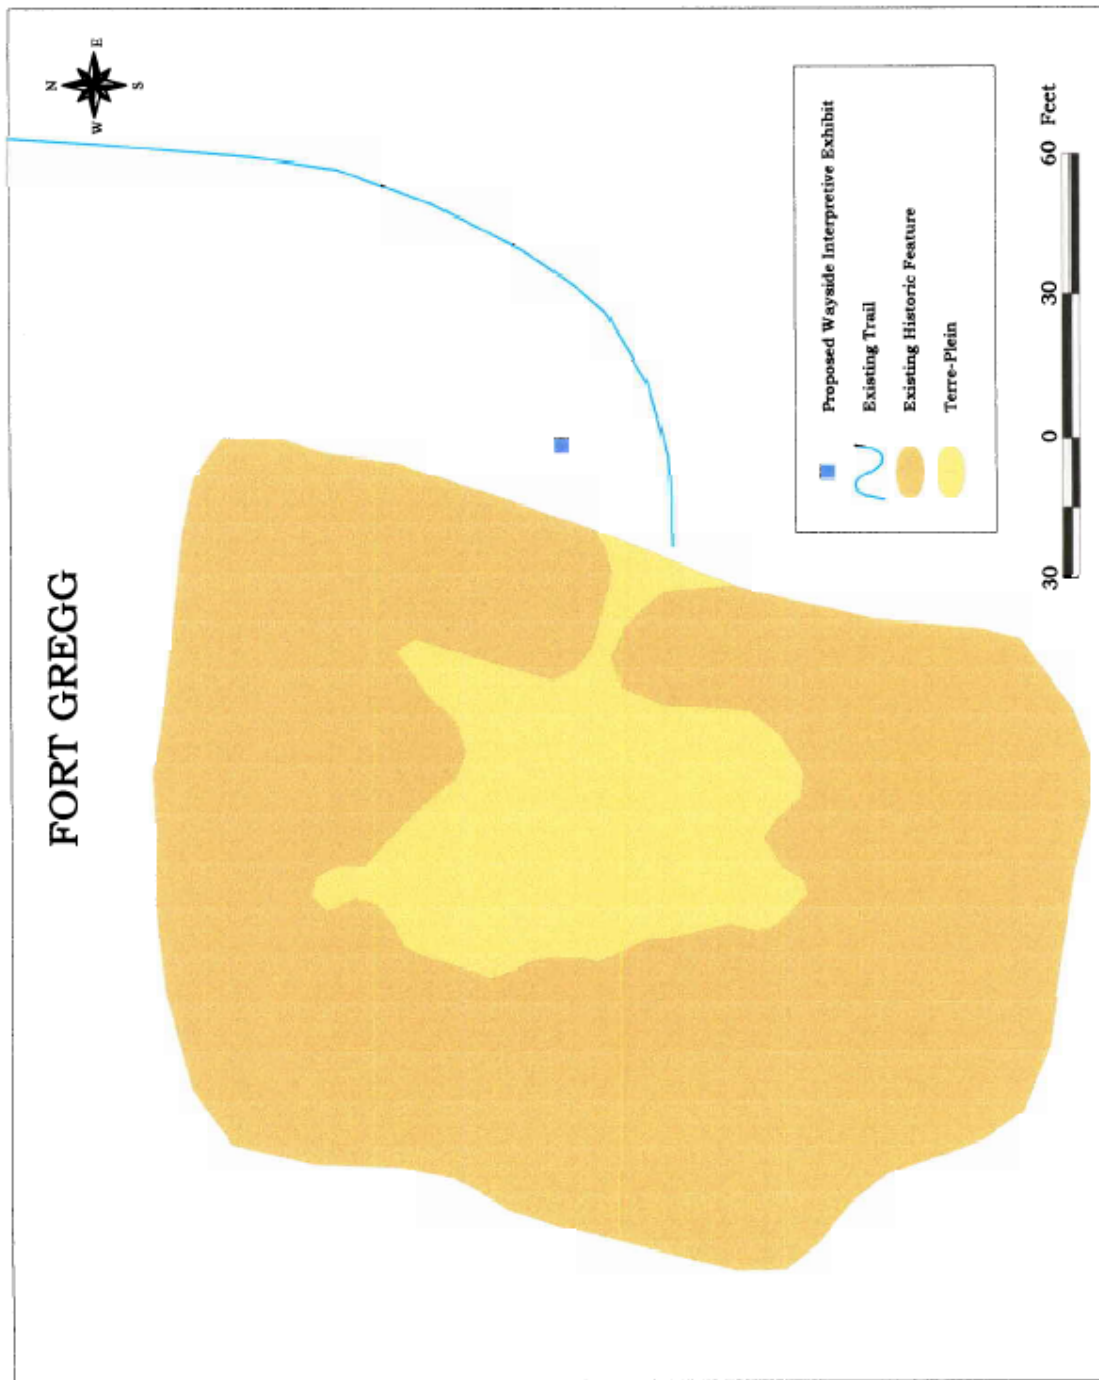 FORT GREGG
N
W E
S
Proposed Wayside Interpretive Exhibit
Existing Trail
Existing Historic Feature
Terre-Plein
30 0 30 60 Feet